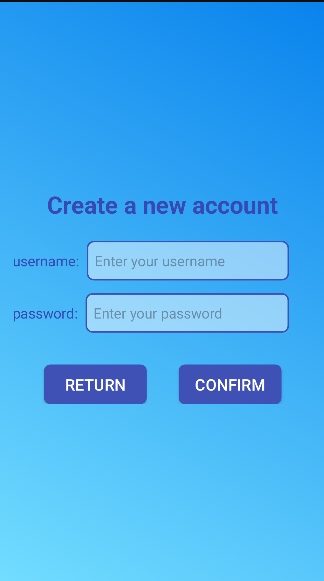 Create a new account
username: Enter your username
password: Enter your password
RETURN CONFIRM